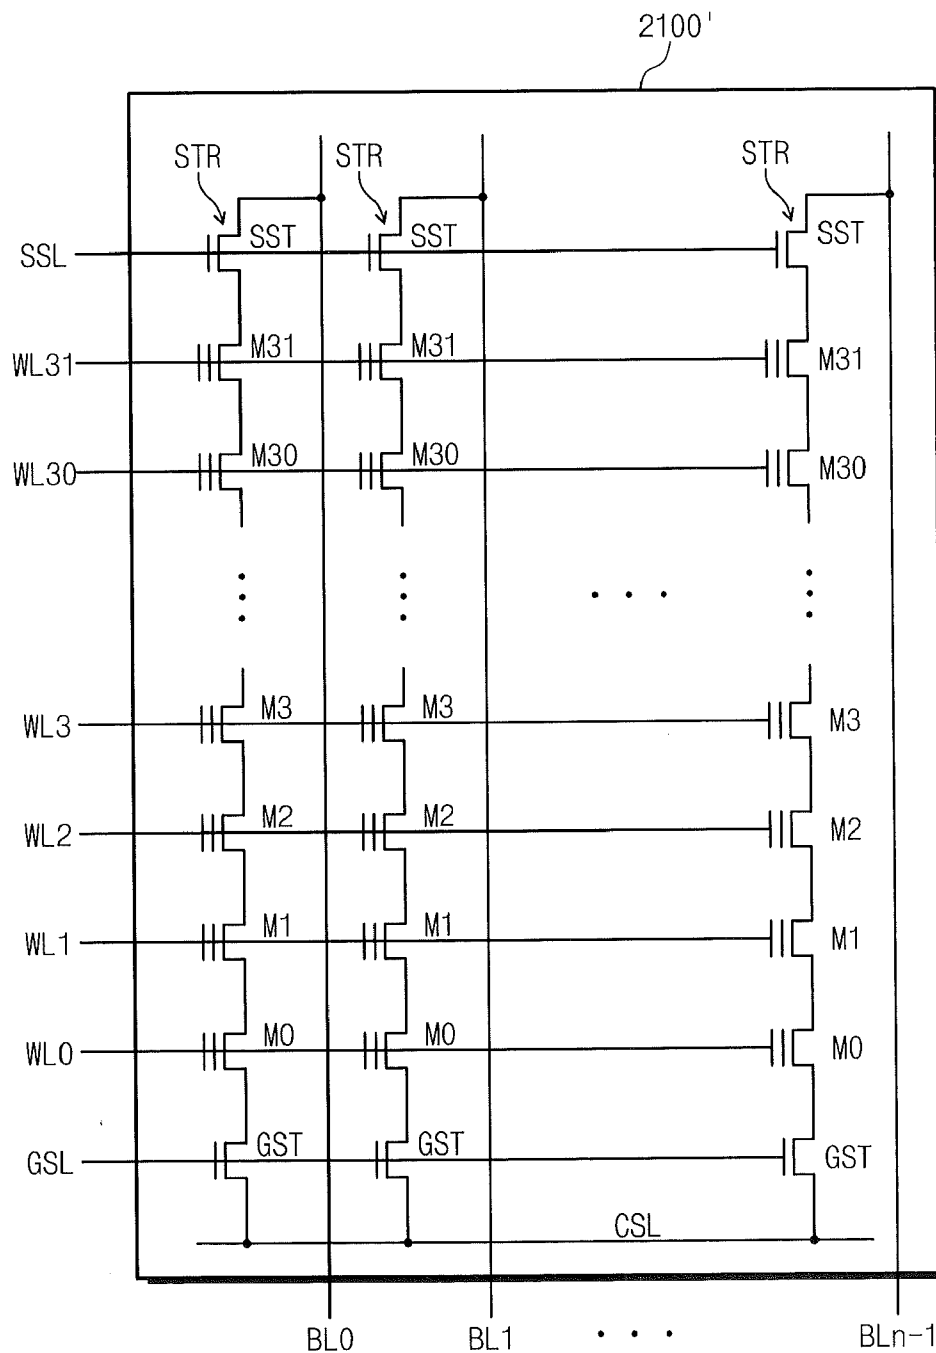 2100'
STR STR STR
SSL SST SST SST
WL31 M31 M31 M31
WL30 M30 M30 M30
WL3 M3 M3 M3
WL2 M2 M2 M2
WL1 M1 M1 M1
WL0 M0 M0 M0
GSL GST GST GST
CSL
BL0 BL1 BLn-1